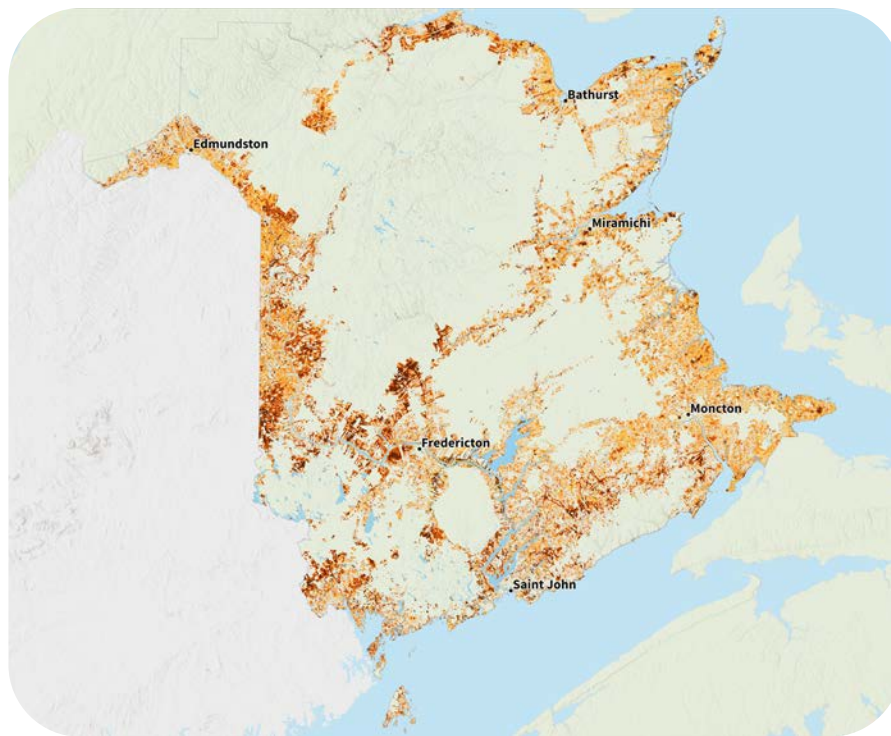 Bathurst
Edmundston
Miramichi
Moncton
Fredericton
Saint John